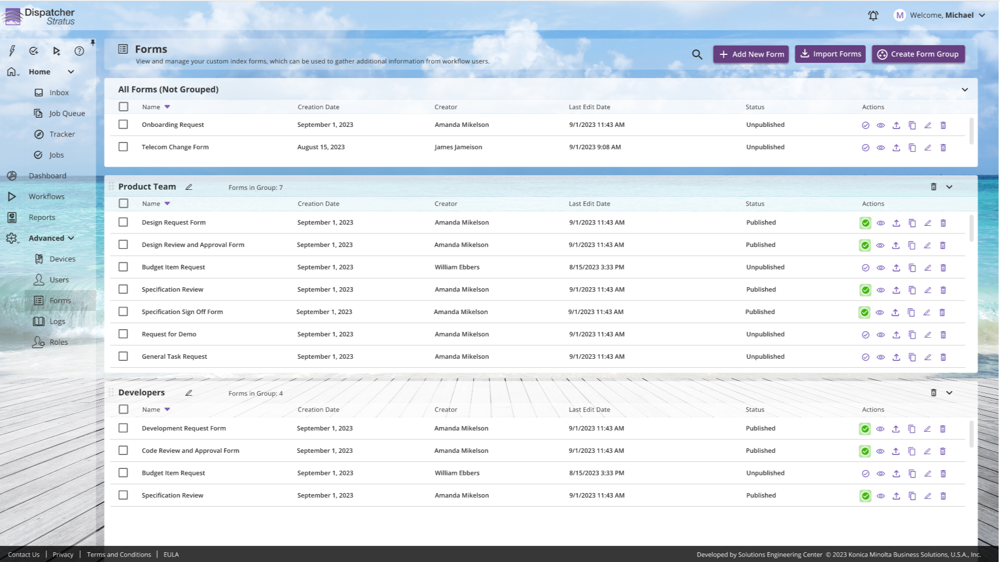 Dispatcher
Stratus
M Welcome, Michael
Forms
View and manage your custom index forms, which can be used to gather additional information from workflow users.
Add New Form Import Forms Create Form Group
Home
Inbox
Job Queue
Tracker
Jobs
Dashboard
Workflows
Reports
Advanced
Devices
Users
Forms
Logs
Roles
All Forms (Not Grouped)
Name Creation Date Creator Last Edit Date Status Actions
Onboarding Request September 1, 2023 Amanda Mikelson 9/1/2023 11:43 AM Unpublished
Telecom Change Form August 15, 2023 James Jameison 9/1/2023 9:08 AM Unpublished
Product Team Forms in Group: 7
Name Creation Date Creator Last Edit Date Status Actions
Design Request Form September 1, 2023 Amanda Mikelson 9/1/2023 11:43 AM Published
Design Review and Approval Form September 1, 2023 Amanda Mikelson 9/1/2023 11:43 AM Published
Budget Item Request September 1, 2023 William Ebbers 8/15/2023 3:33 PM Unpublished
Specification Review September 1, 2023 Amanda Mikelson 9/1/2023 11:43 AM Published
Specification Sign Off Form September 1, 2023 Amanda Mikelson 9/1/2023 11:43 AM Published
Request for Demo September 1, 2023 Amanda Mikelson 9/1/2023 11:43 AM Unpublished
General Task Request September 1, 2023 Amanda Mikelson 9/1/2023 11:43 AM Unpublished
Developers Forms in Group: 4
Name Creation Date Creator Last Edit Date Status Actions
Development Request Form September 1, 2023 Amanda Mikelson 9/1/2023 11:43 AM Published
Code Review and Approval Form September 1, 2023 Amanda Mikelson 9/1/2023 11:43 AM Published
Budget Item Request September 1, 2023 William Ebbers 8/15/2023 3:33 PM Unpublished
Specification Review September 1, 2023 Amanda Mikelson 9/1/2023 11:43 AM Published
Contact Us | Privacy | Terms and Conditions | EULA Developed by Solutions Engineering Center © 2023 Konica Minolta Business Solutions, U.S.A., Inc.